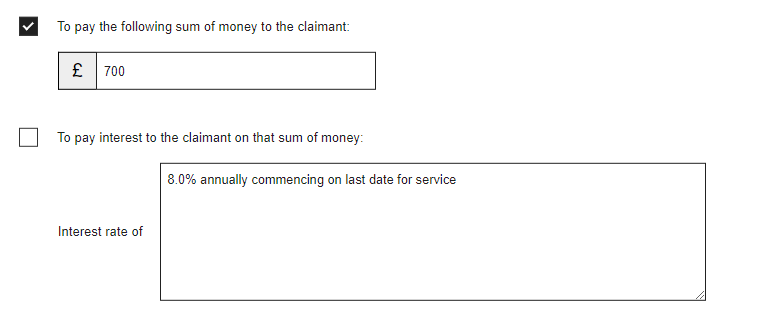 To pay the following sum of money to the claimant:
£ 700
To pay interest to the claimant on that sum of money:
8.0% annually commencing on last date for service
Interest rate of